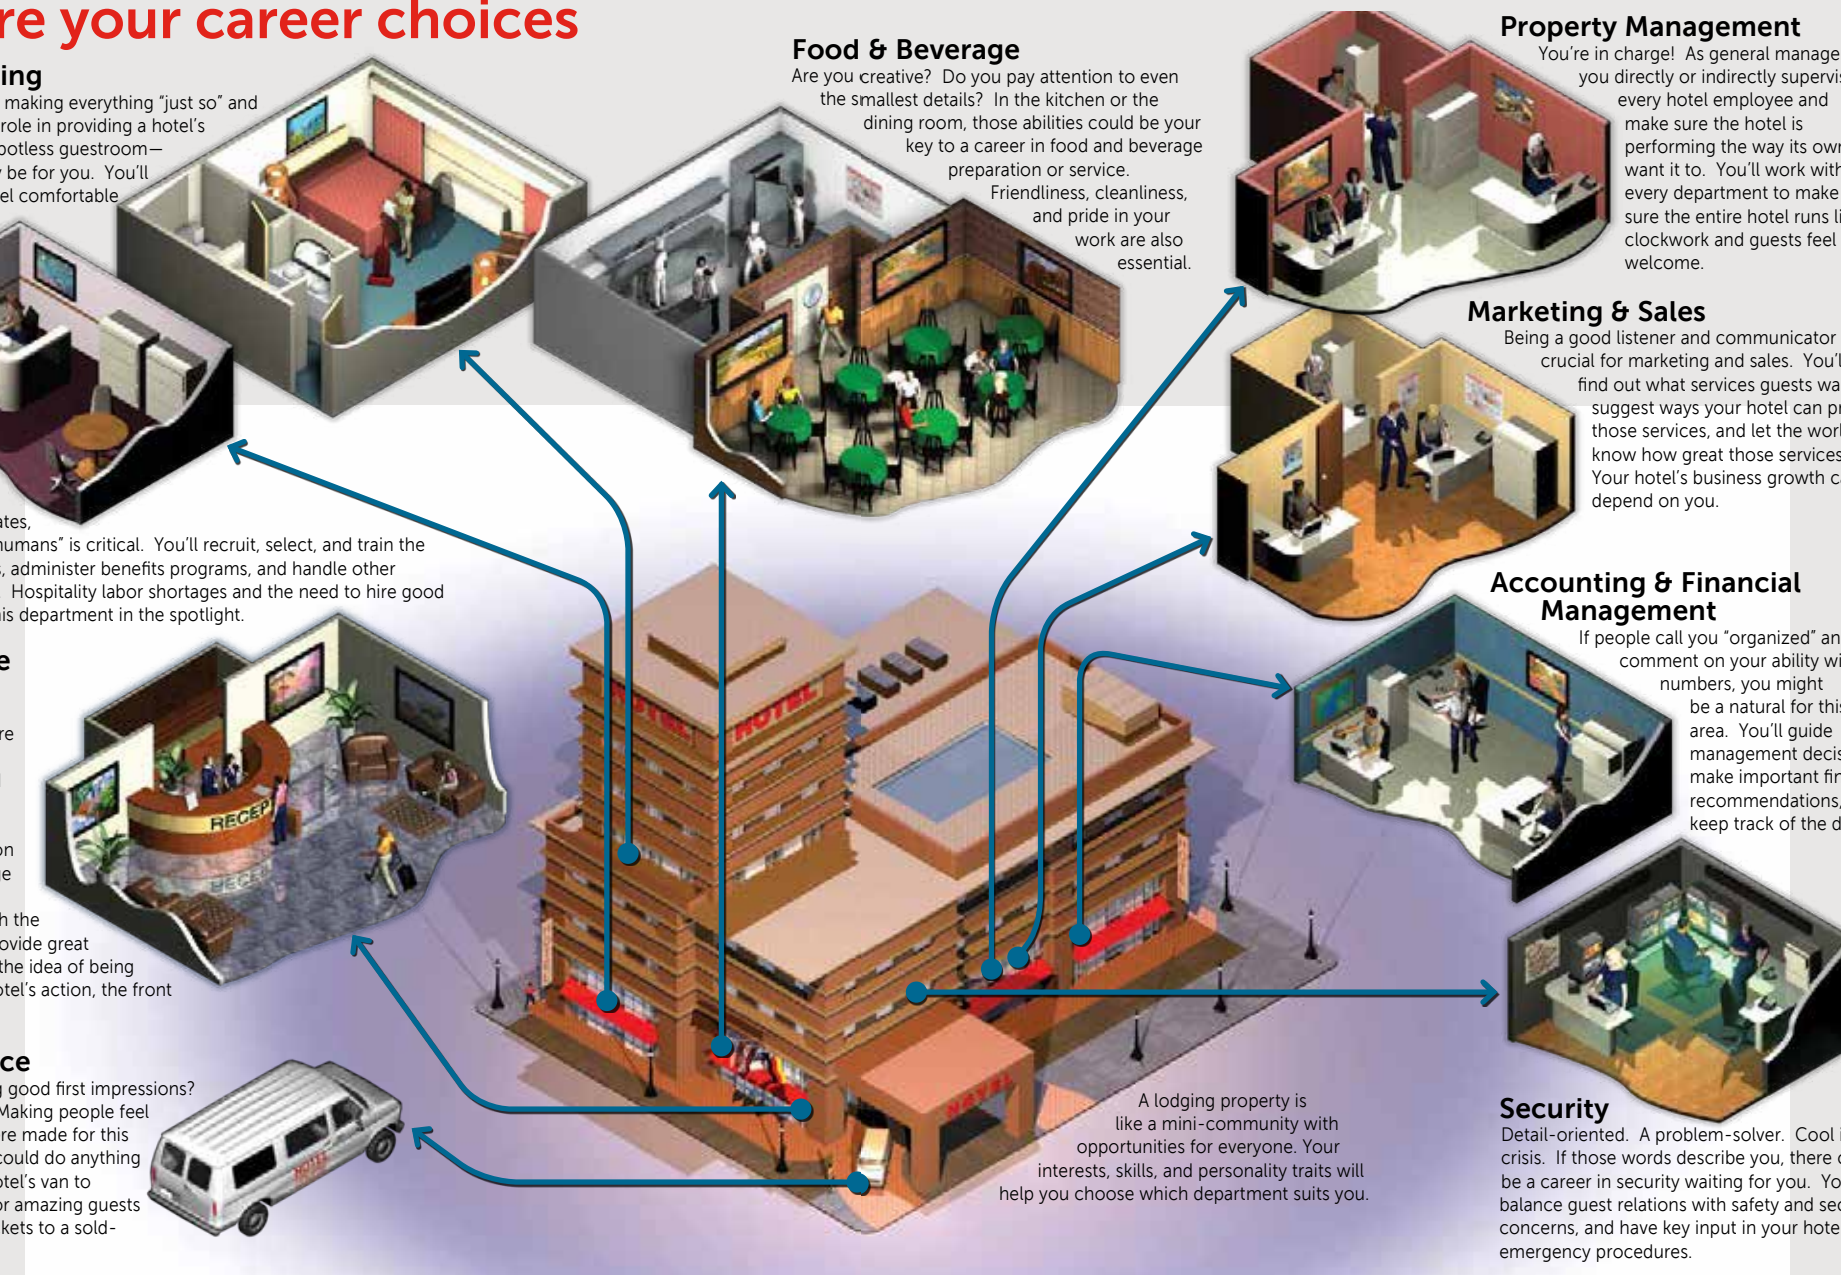 re your career choices
ing
making everything “just so” and
role in providing a hotel’s
potless guestroom—
be for you.  You’ll
el comfortable
ates,
humans” is critical.  You’ll recruit, select, and train the
s, administer benefits programs, and handle other
.  Hospitality labor shortages and the need to hire good
is department in the spotlight.
e
re
on
ge
h the
ovide great
the idea of being
otel’s action, the front
ce
g good first impressions?
Making people feel
re made for this
could do anything
otel’s van to
or amazing guests
kets to a sold-
Food & Beverage
Are you creative?  Do you pay attention to even
the smallest details?  In the kitchen or the
dining room, those abilities could be your
key to a career in food and beverage
preparation or service.
Friendliness, cleanliness,
and pride in your
work are also
essential.
RECEP
HOTEL
HOTEL
HOTEL
HOTEL
A lodging property is
like a mini-community with
opportunities for everyone. Your
interests, skills, and personality traits will
help you choose which department suits you.
Property Management
You’re in charge!  As general manage
you directly or indirectly supervis
every hotel employee and
make sure the hotel is
performing the way its own
want it to.  You’ll work with
every department to make
sure the entire hotel runs li
clockwork and guests feel
welcome.
Marketing & Sales
Being a good listener and communicator
crucial for marketing and sales.  You’l
find out what services guests wa
suggest ways your hotel can pr
those services, and let the worl
know how great those services
Your hotel’s business growth ca
depend on you.
Accounting & Financial
Management
If people call you “organized” an
comment on your ability wi
numbers, you might
be a natural for this
area.  You’ll guide
management decis
make important fin
recommendations,
keep track of the d
Security
Detail-oriented.  A problem-solver.  Cool i
crisis.  If those words describe you, there c
be a career in security waiting for you.  Yo
balance guest relations with safety and sec
concerns, and have key input in your hote
emergency procedures.